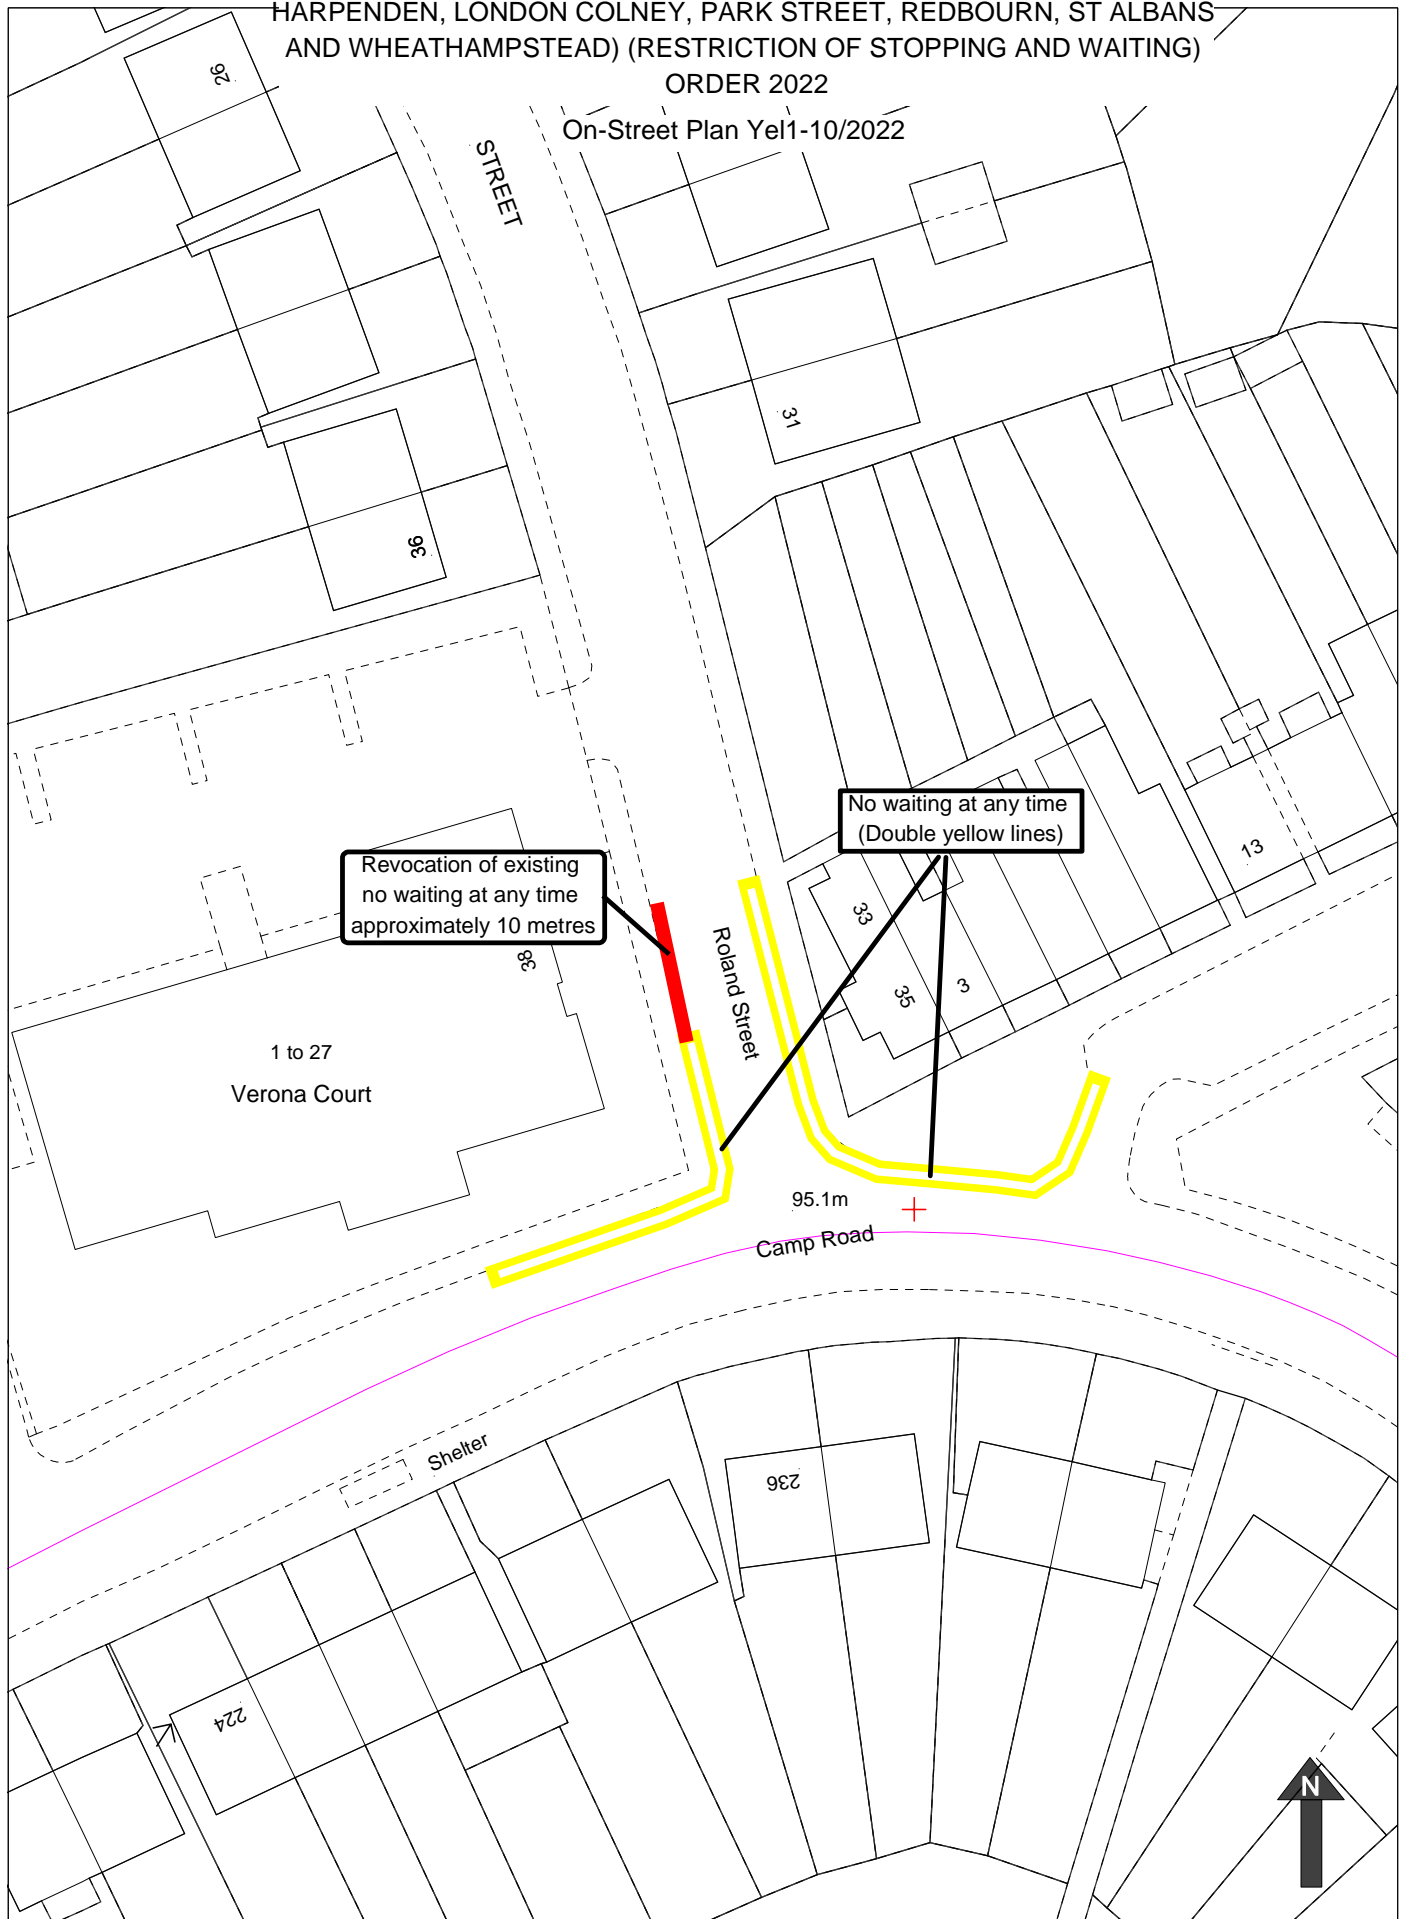 HARPENDEN, LONDON COLNEY, PARK STREET, REDBOURN, ST ALBANS
AND WHEATHAMPSTEAD) (RESTRICTION OF STOPPING AND WAITING)
ORDER 2022
On-Street Plan Yel1-10/2022
26
STREET
31
36
No waiting at any time
(Double yellow lines)
13
Revocation of existing
no waiting at any time
approximately 10 metres
33
38
Roland Street
35
3
1 to 27
Verona Court
95.1m
Camp Road
Shelter
236
224
N